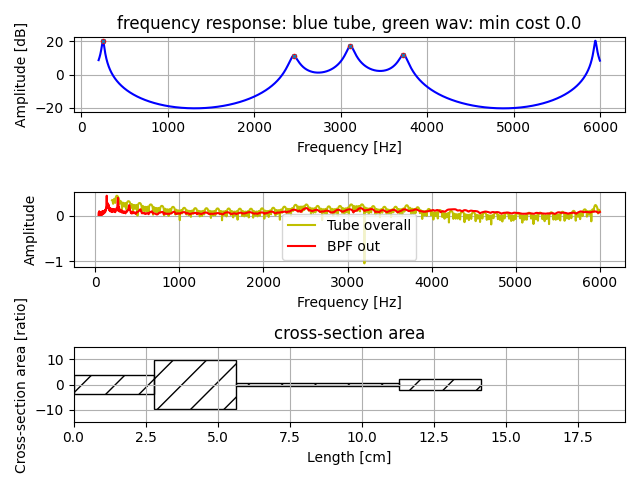 frequency response: blue tube, green wav: min cost 0.0
Amplitude [dB]
20
0
−20
0 1000 2000 3000 4000 5000 6000
Frequency [Hz]
Amplitude
0
−1
Tube overall
BPF out
0 1000 2000 3000 4000 5000 6000
Frequency [Hz]
cross-section area
Cross-section area [ratio]
10
0
−10
0.0 2.5 5.0 7.5 10.0 12.5 15.0 17.5
Length [cm]